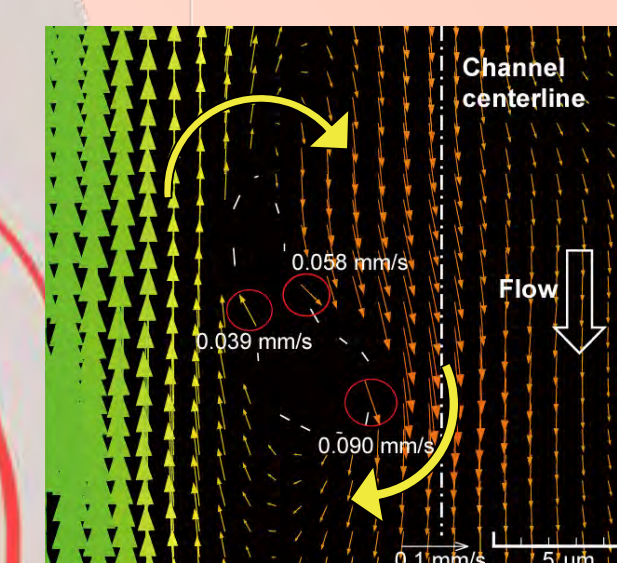 Channel
centerline
0.058 mm/s
Flow
0.039 mm/s
0.090 mm/s
0.1 mm/s
5 µm